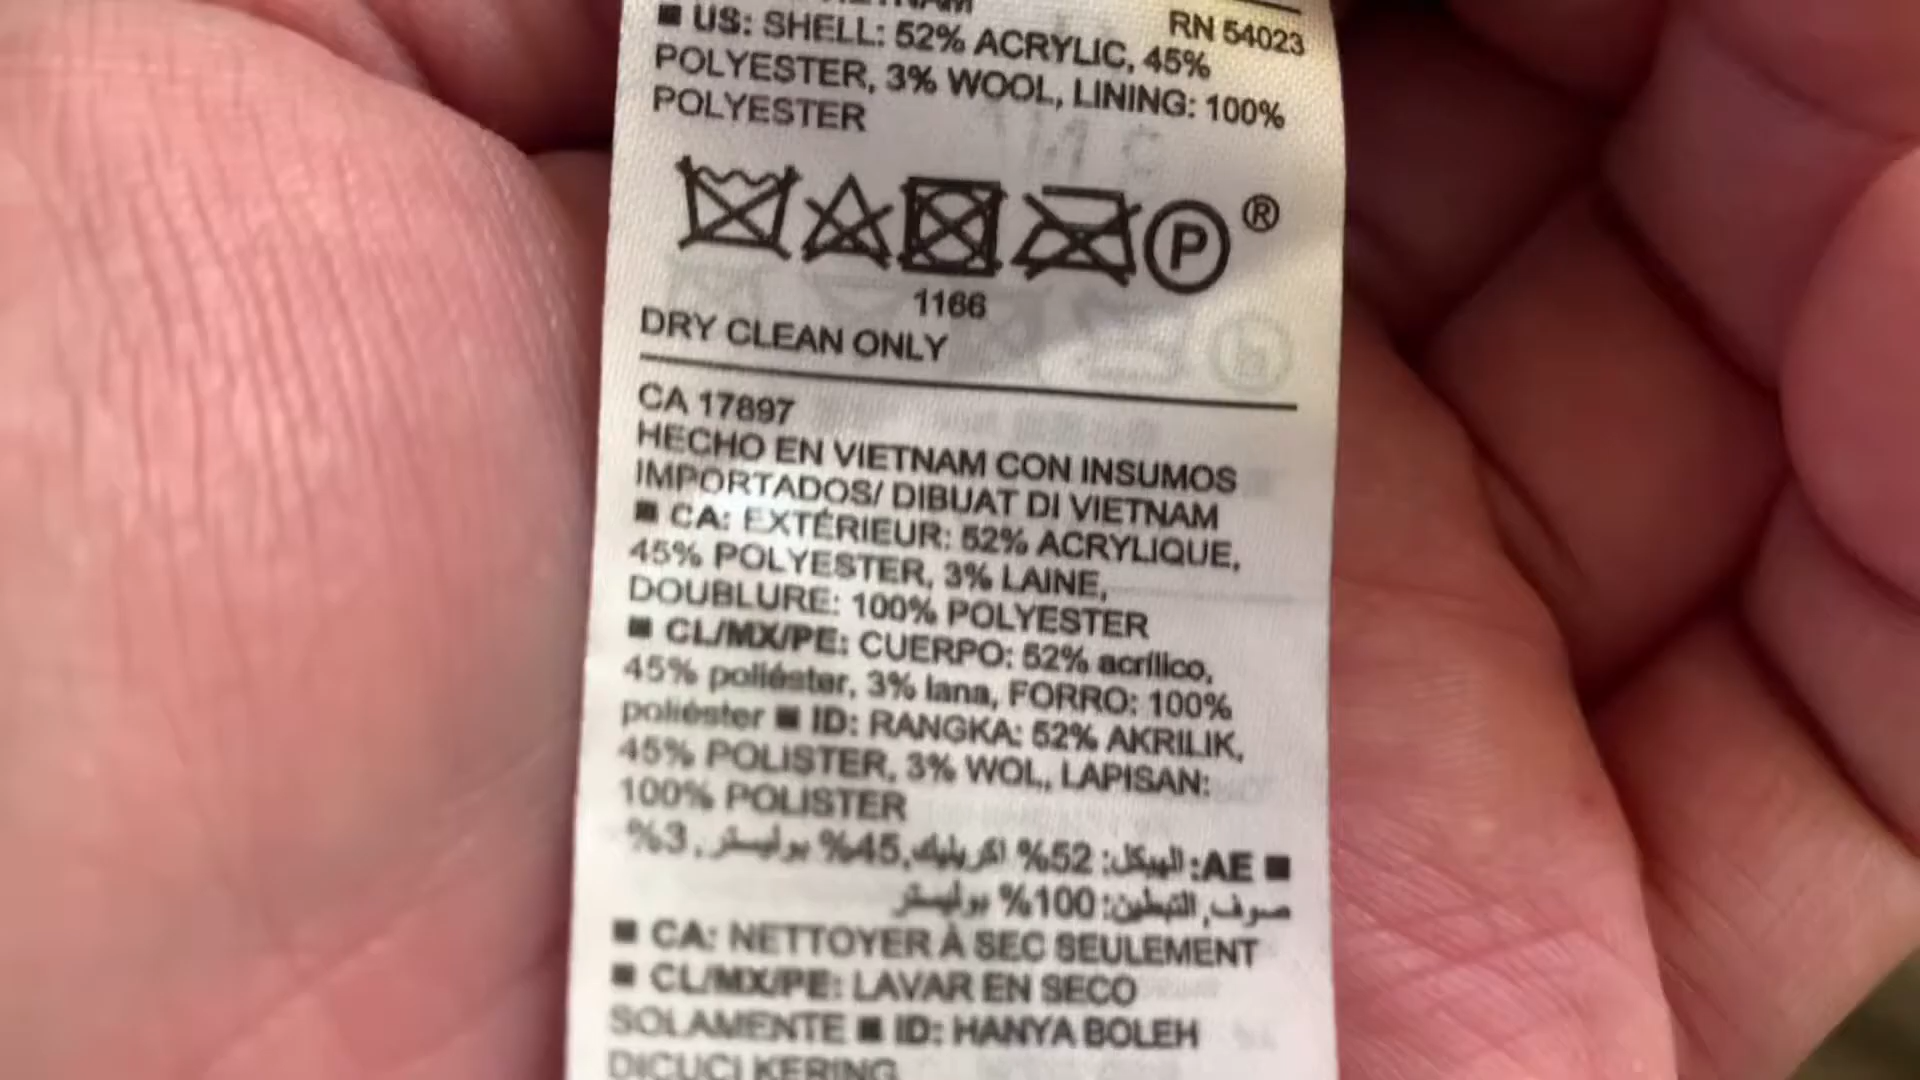 RN 54023
■ US: SHELL: 52% ACRYLIC, 45%
POLYESTER, 3% WOOL, LINING: 100%
POLYESTER
P ®
1166
DRY CLEAN ONLY
CA 17897
HECHO EN VIETNAM CON INSUMOS
IMPORTADOS/ DIBUAT DI VIETNAM
■ CA: EXTÉRIEUR: 52% ACRYLIQUE,
45% POLYESTER, 3% LAINE,
DOUBLURE: 100% POLYESTER
■ CL/MX/PE: CUERPO: 52% acrílico,
45% poliéster, 3% lana, FORRO: 100%
poliéster ■ ID: RANGKA: 52% AKRILIK,
45% POLISTER, 3% WOL, LAPISAN:
100% POLISTER
■ AE: الهيكل: 52% اكريليك, 45% بوليستر, 3%
صوف, التبطين: 100% بوليستر
■ CA: NETTOYER À SEC SEULEMENT
■ CL/MX/PE: LAVAR EN SECO
SOLAMENTE ■ ID: HANYA BOLEH
DICUCI KERING